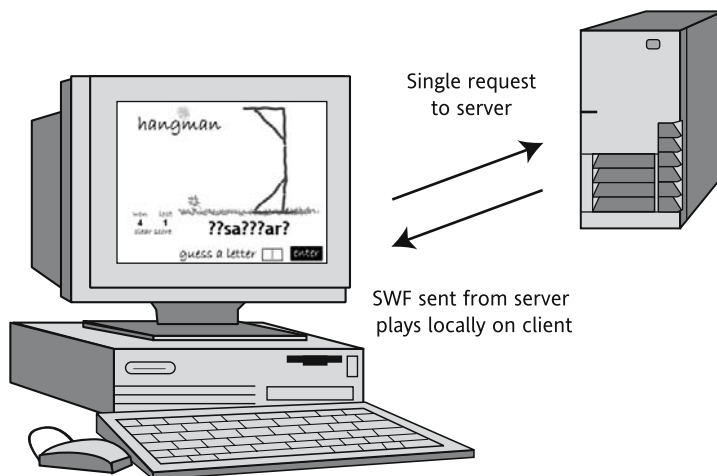 Single request
to server
hangman
won lost
4 1
clear score
??sa???ar?
guess a letter enter
SWF sent from server
plays locally on client